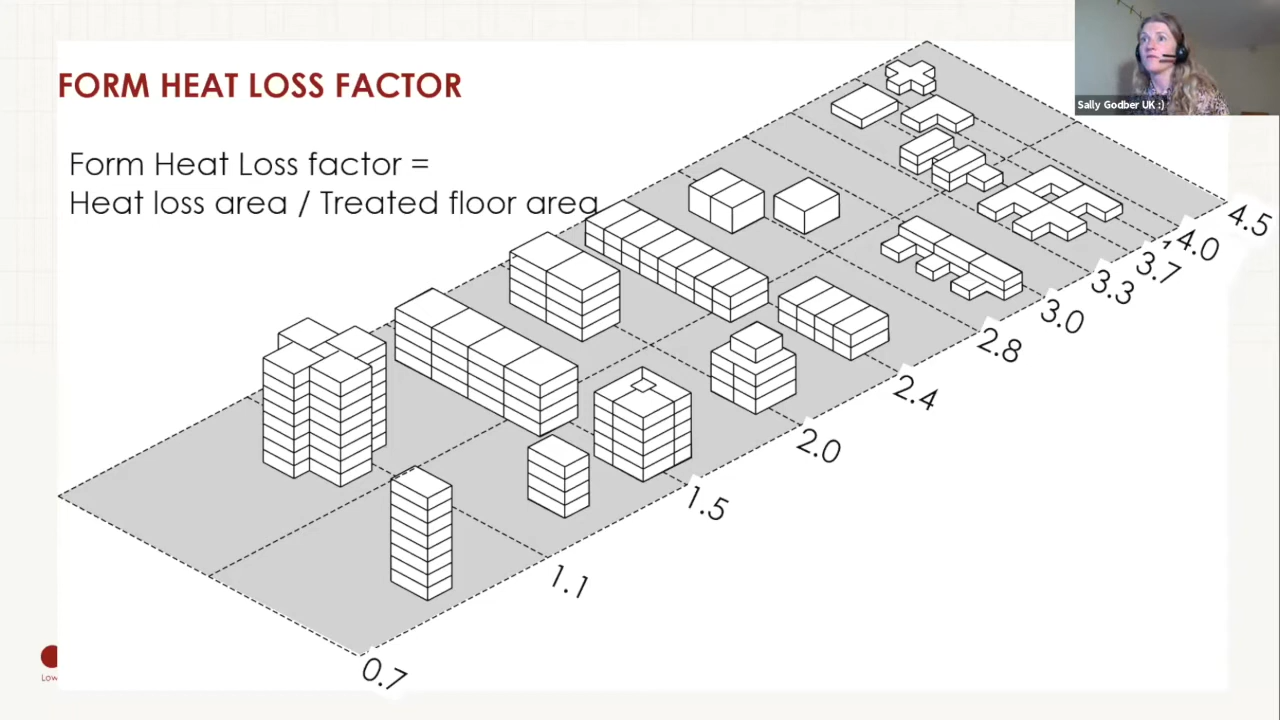 FORM HEAT LOSS FACTOR
Form Heat Loss factor =
Heat loss area / Treated floor area
Sally Godber UK :)
4.5
4.0
3.7
3.3
3.0
2.8
2.4
2.0
1.5
1.1
0.7
Low